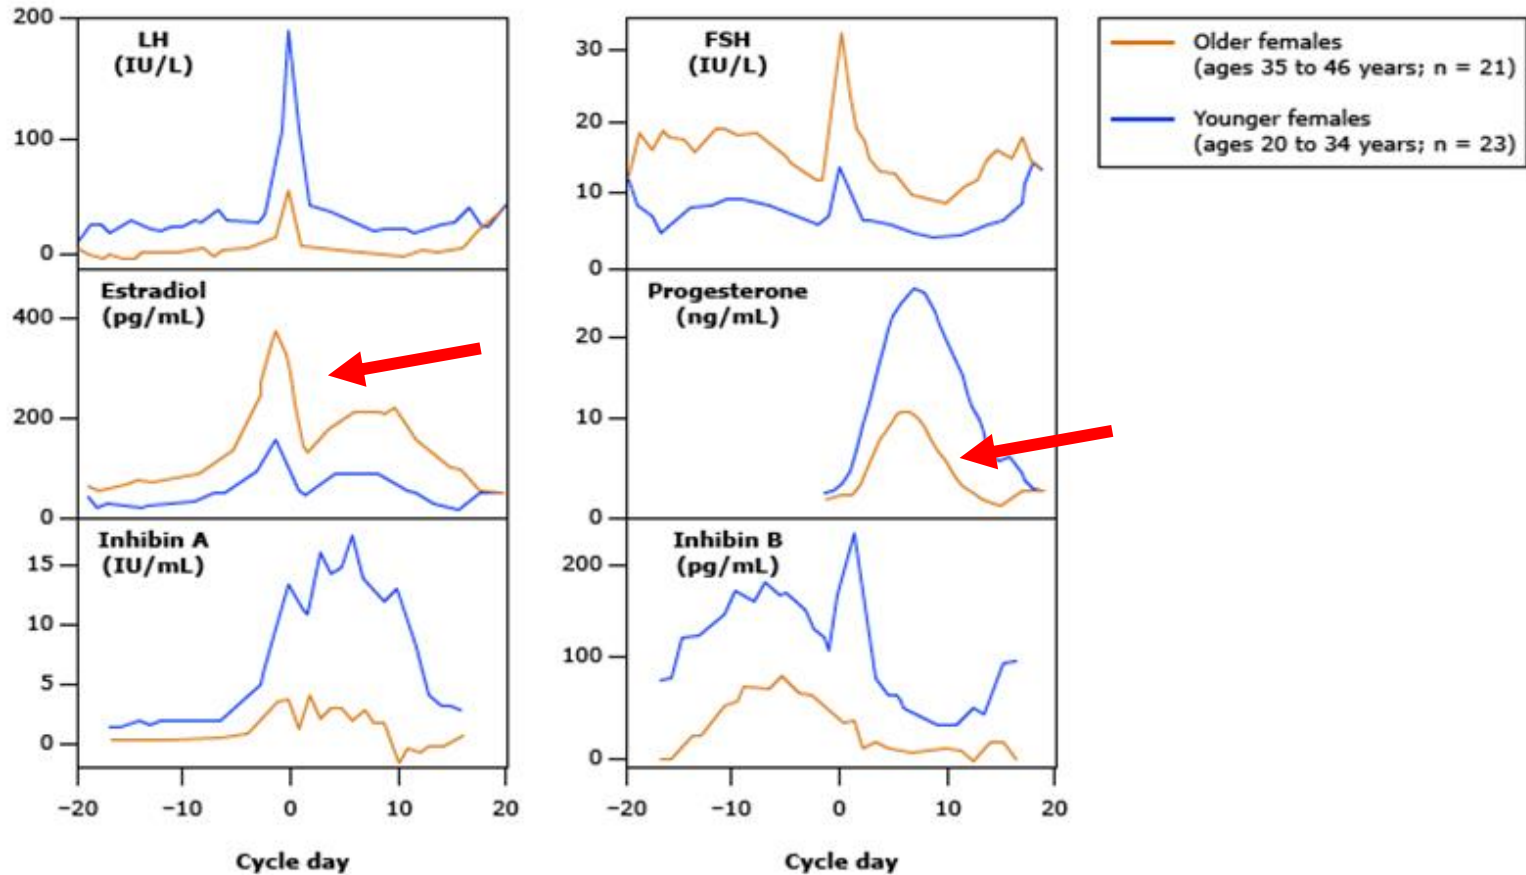 LH
(IU/L)
200
100
0
FSH
(IU/L)
30
20
10
0
Older females
(ages 35 to 46 years; n = 21)
Younger females
(ages 20 to 34 years; n = 23)
Estradiol
(pg/mL)
400
200
0
Progesterone
(ng/mL)
20
10
0
Inhibin A
(IU/mL)
15
10
5
0
−20 −10 0 10 20
Cycle day
Inhibin B
(pg/mL)
200
100
0
−20 −10 0 10 20
Cycle day